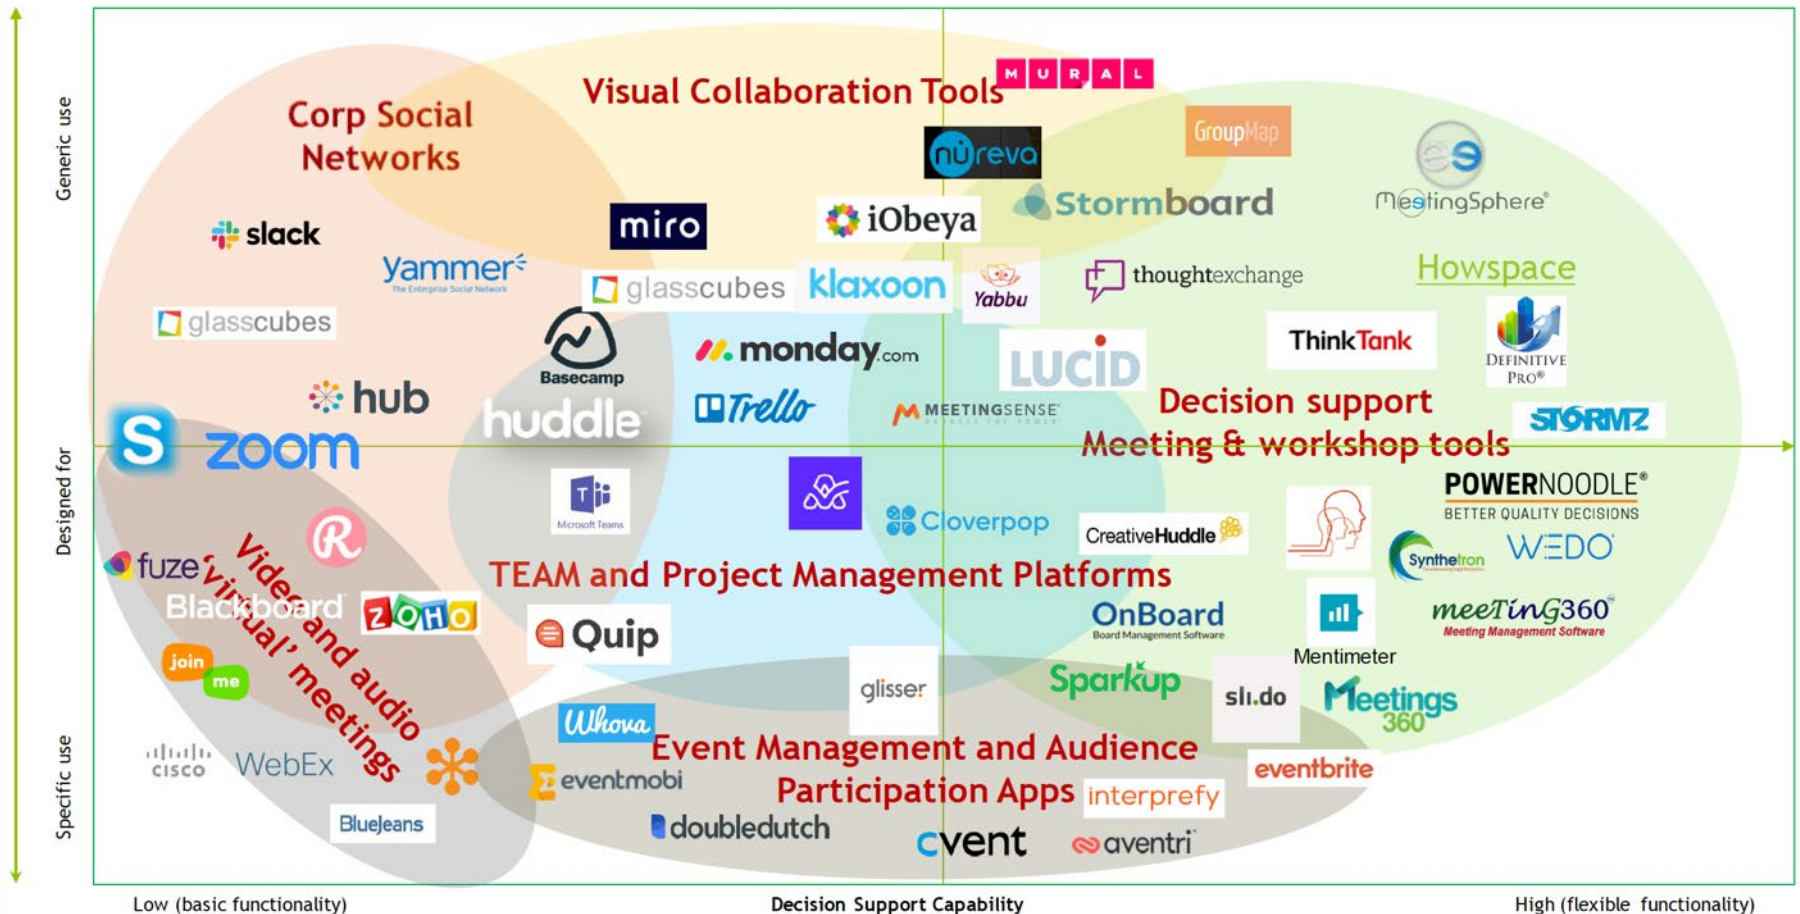 Generic use
Designed for
Specific use
Visual Collaboration Tools
MURAL
Corp Social
Networks
nureva
GroupMap
MeetingSphere®
Stormboard
miro
iObeya
slack
yammer
The Enterprise Social Network
glasscubes
klaxoon
Yabbu
thoughtexchange
Howspace
glasscubes
Basecamp
monday.com
LUCID
ThinkTank
DEFINITIVE
PRO®
hub
huddle
Trello
MEETINGSENSE
Decision support
Meeting & workshop tools
STORMZ
S
zoom
T
Microsoft Teams
Cloverpop
CreativeHuddle
POWERNOODLE®
BETTER QUALITY DECISIONS
Synthetron
WEDO
R
fuze
Video and audio
‘virtual’ meetings
Blackboard
ZOHO
TEAM and Project Management Platforms
Quip
OnBoard
Board Management Software
Mentimeter
meeTinG360™
Meeting Management Software
join
me
glisser
Sparkup
sli.do
Meetings
360°
Whova
Event Management and Audience
Participation Apps
CISCO
WebEx
eventmobi
interprefy
eventbrite
BlueJeans
doubledutch
cvent
aventri
Low (basic functionality)
Decision Support Capability
High (flexible functionality)